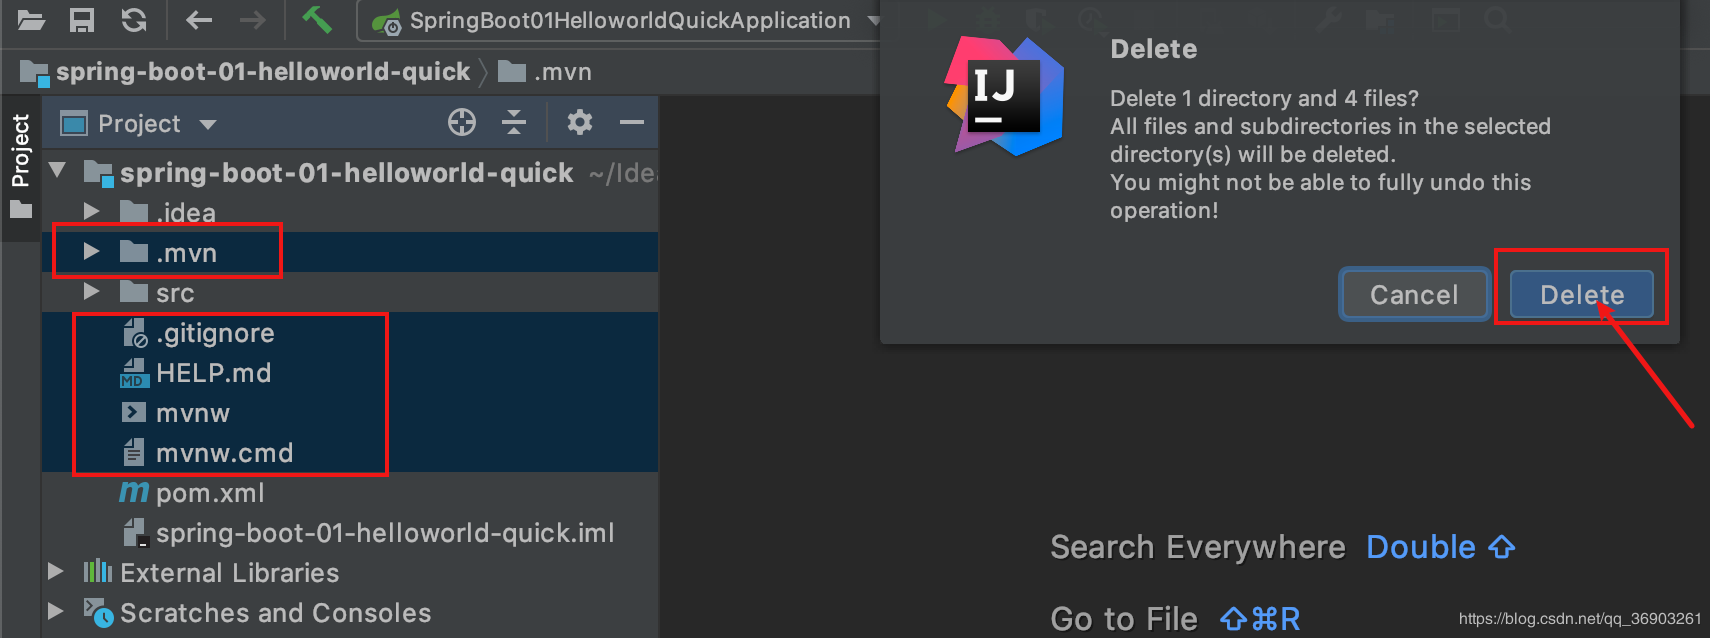 SpringBoot01HelloworldQuickApplication
spring-boot-01-helloworld-quick
.mvn
Project
Project
spring-boot-01-helloworld-quick ~/Ide
.idea
.mvn
src
.gitignore
MD HELP.md
mvnw
mvnw.cmd
m pom.xml
spring-boot-01-helloworld-quick.iml
External Libraries
Scratches and Consoles
IJ
Delete
Delete 1 directory and 4 files?
All files and subdirectories in the selected
directory(s) will be deleted.
You might not be able to fully undo this
operation!
Cancel
Delete
Search Everywhere Double ⇧
Go to File ⇧⌘R
https://blog.csdn.net/qq_36903261